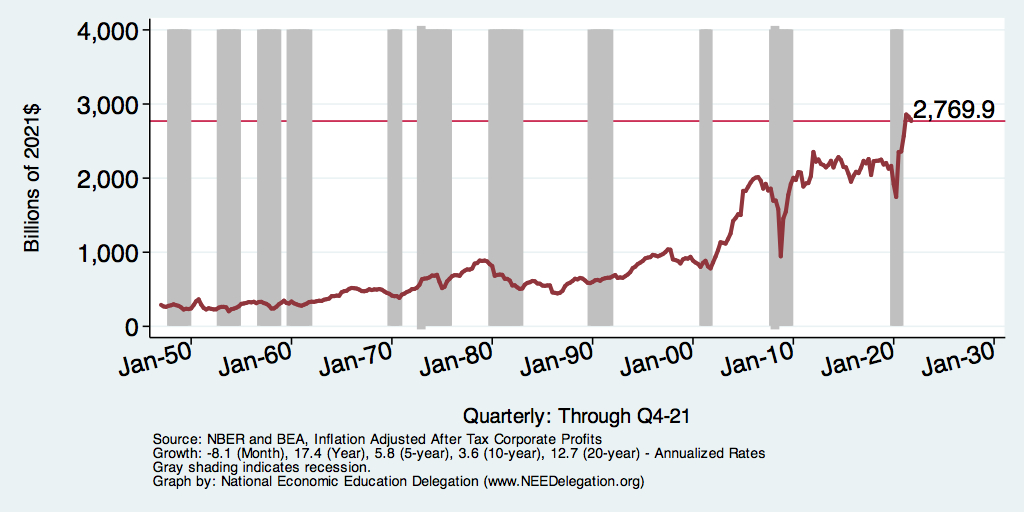 4,000
3,000
2,769.9
2,000
1,000
0
Billions of 2021$
Jan-50 Jan-60 Jan-70 Jan-80 Jan-90 Jan-00 Jan-10 Jan-20 Jan-30
Quarterly: Through Q4-21
Source: NBER and BEA, Inflation Adjusted After Tax Corporate Profits
Growth: -8.1 (Month), 17.4 (Year), 5.8 (5-year), 3.6 (10-year), 12.7 (20-year) - Annualized Rates
Gray shading indicates recession.
Graph by: National Economic Education Delegation (www.NEEDelegation.org)